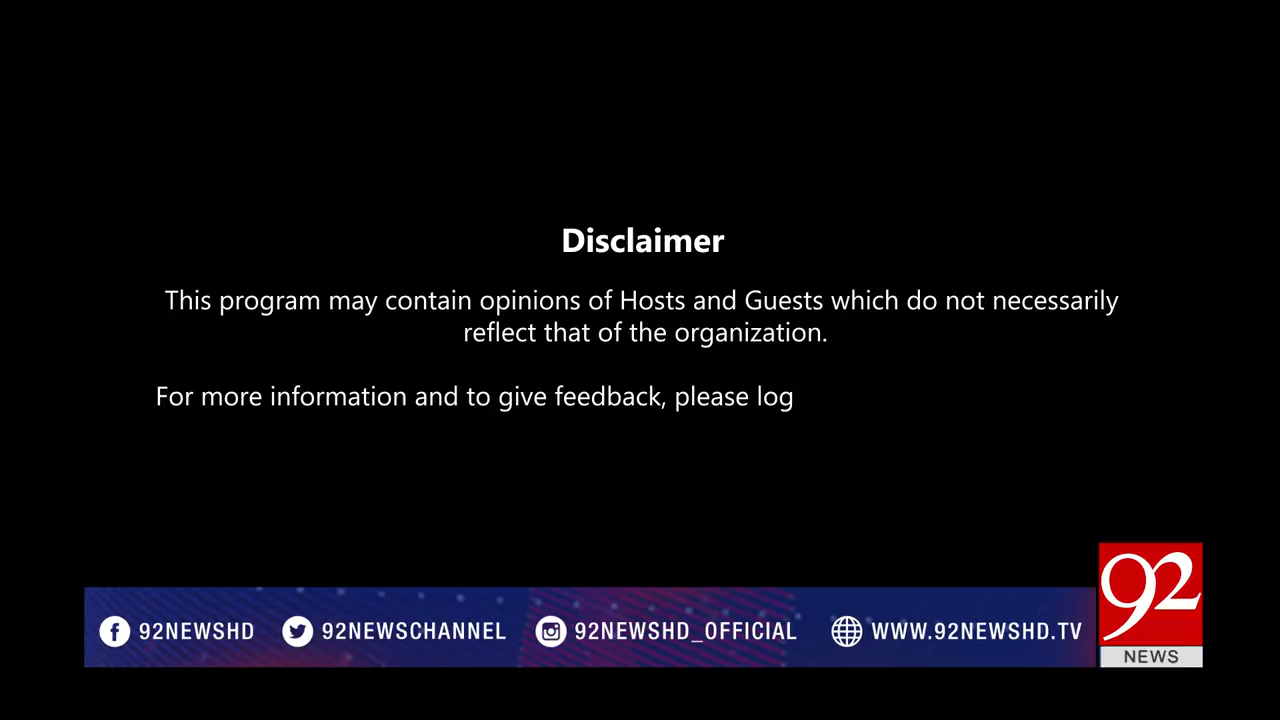 Disclaimer
This program may contain opinions of Hosts and Guests which do not necessarily
reflect that of the organization.
For more information and to give feedback, please log
92NEWSHD
92NEWSCHANNEL
92NEWSHD_OFFICIAL
WWW.92NEWSHD.TV
92
NEWS